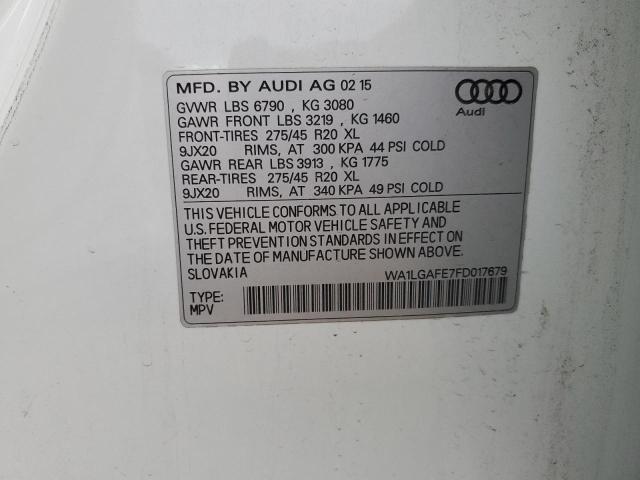 MFD. BY AUDI AG 02 15
GVWR LBS 6790 , KG 3080
GAWR FRONT LBS 3219 , KG 1460
FRONT-TIRES 275/45 R20 XL
9JX20 RIMS, AT 300 KPA 44 PSI COLD
GAWR REAR LBS 3913 , KG 1775
REAR-TIRES 275/45 R20 XL
9JX20 RIMS, AT 340 KPA 49 PSI COLD
Audi
THIS VEHICLE CONFORMS TO ALL APPLICABLE
U.S. FEDERAL MOTOR VEHICLE SAFETY AND
THEFT PREVENTION STANDARDS IN EFFECT ON
THE DATE OF MANUFACTURE SHOWN ABOVE.
SLOVAKIA WA1LGAFE7FD017679
TYPE:
MPV